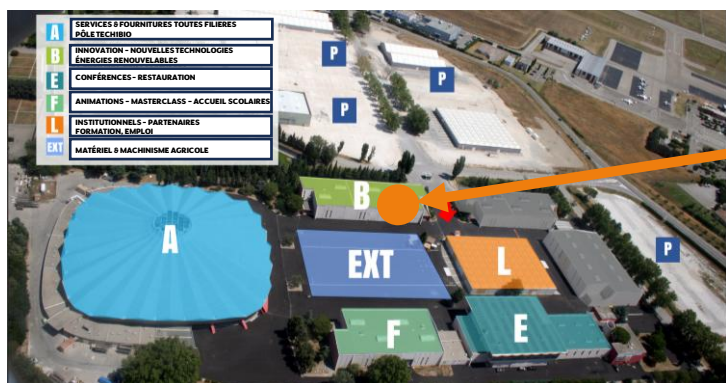 A SERVICES & FOURNITURES TOUTES FILIERES
PÔLE TECHIBIO
B INNOVATION – NOUVELLES TECHNOLOGIES
ÉNERGIES RENOUVELABLES
E CONFÉRENCES – RESTAURATION
F ANIMATIONS – MASTERCLASS – ACCUEIL SCOLAIRES
L INSTITUTIONNELS – PARTENAIRES
FORMATION, EMPLOI
EXT MATÉRIEL & MACHINISME AGRICOLE
P
P
P
B
A
EXT
L
P
F
E